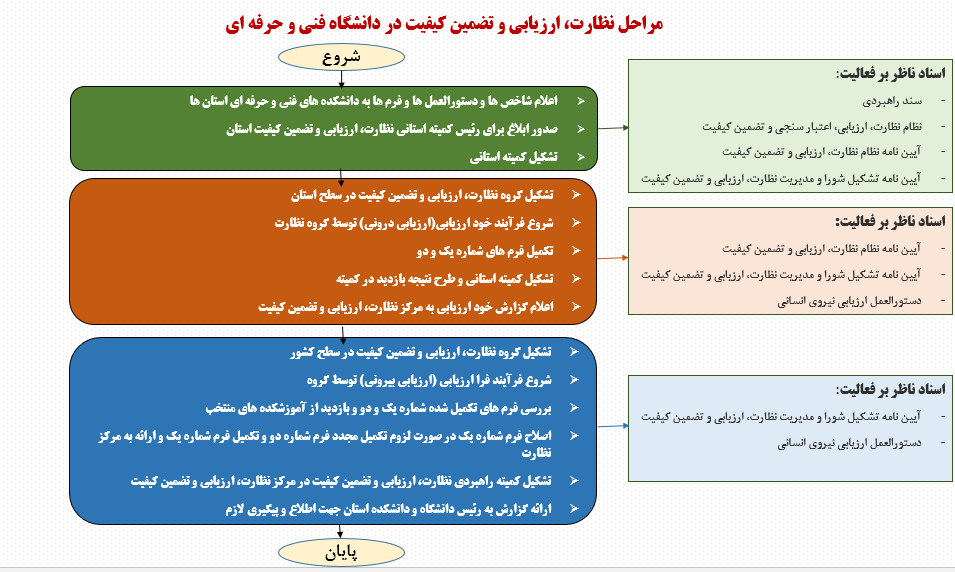 مراحل نظارت، ارزیابی و تضمین کیفیت در دانشگاه فنی و حرفه ای
شروع
اعلام شاخص ها و دستورالعمل ها و فرم ها به دانشکده های فنی و حرفه ای استان ها
صدور ابلاغ برای رئیس کمیته استانی نظارت، ارزیابی و تضمین کیفیت استان
تشکیل کمیته استانی
اسناد ناظر بر فعالیت:
- سند راهبردی
- نظام نظارت، ارزیابی، اعتبار سنجی و تضمین کیفیت
- آیین نامه نظام نظارت، ارزیابی و تضمین کیفیت
- آیین نامه تشکیل شورا و مدیریت نظارت، ارزیابی و تضمین کیفیت
تشکیل گروه نظارت، ارزیابی و تضمین کیفیت در سطح استان
شروع فرآیند خود ارزیابی(ارزیابی درونی) توسط گروه نظارت
تکمیل فرم های شماره یک و دو
تشکیل کمیته استانی و طرح نتیجه بازدید در کمیته
اعلام گزارش خود ارزیابی به مرکز نظارت، ارزیابی و تضمین کیفیت
اسناد ناظر بر فعالیت:
- آیین نامه نظام نظارت، ارزیابی و تضمین کیفیت
- آیین نامه تشکیل شورا و مدیریت نظارت، ارزیابی و تضمین کیفیت
- دستورالعمل ارزیابی نیروی انسانی
تشکیل گروه نظارت، ارزیابی و تضمین کیفیت در سطح کشور
شروع فرآیند فرا ارزیابی (ارزیابی بیرونی) توسط گروه
بررسی فرم های تکمیل شده شماره یک و دو و بازدید از آموزشکده های منتخب
اصلاح فرم شماره یک در صورت لزوم تکمیل مجدد فرم شماره دو و تکمیل فرم شماره یک و ارائه به مرکز
نظارت
تشکیل کمیته راهبردی نظارت، ارزیابی و تضمین کیفیت در مرکز نظارت، ارزیابی و تضمین کیفیت
ارائه گزارش به رئیس دانشگاه و دانشکده استان جهت اطلاع و پیگیری لازم
اسناد ناظر بر فعالیت:
- آیین نامه تشکیل شورا و مدیریت نظارت، ارزیابی و تضمین کیفیت
- دستورالعمل ارزیابی نیروی انسانی
پایان